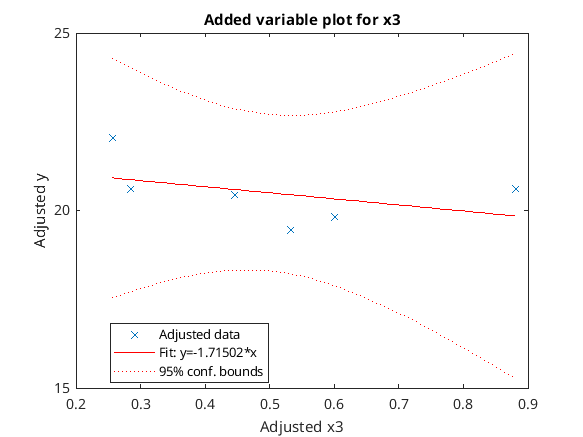 Added variable plot for x3
25
20
15
Adjusted y
Adjusted data
Fit: y=-1.71502*x
95% conf. bounds
0.2 0.3 0.4 0.5 0.6 0.7 0.8 0.9
Adjusted x3